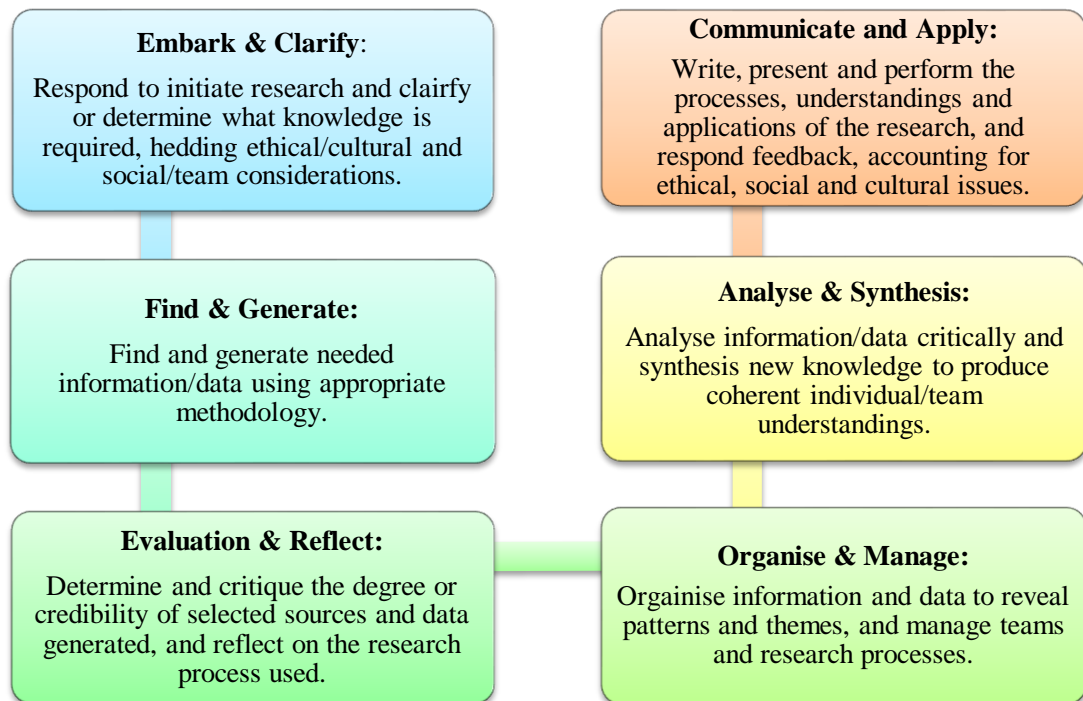 Embark & Clarify:
Respond to initiate research and clairfy
or determine what knowledge is
required, hedding ethical/cultural and
social/team considerations.
Find & Generate:
Find and generate needed
information/data using appropriate
methodology.
Evaluation & Reflect:
Determine and critique the degree or
credibility of selected sources and data
generated, and reflect on the research
process used.
Organise & Manage:
Orgainise information and data to reveal
patterns and themes, and manage teams
and research processes.
Analyse & Synthesis:
Analyse information/data critically and
synthesis new knowledge to produce
coherent individual/team
understandings.
Communicate and Apply:
Write, present and perform the
processes, understandings and
applications of the research, and
respond feedback, accounting for
ethical, social and cultural issues.